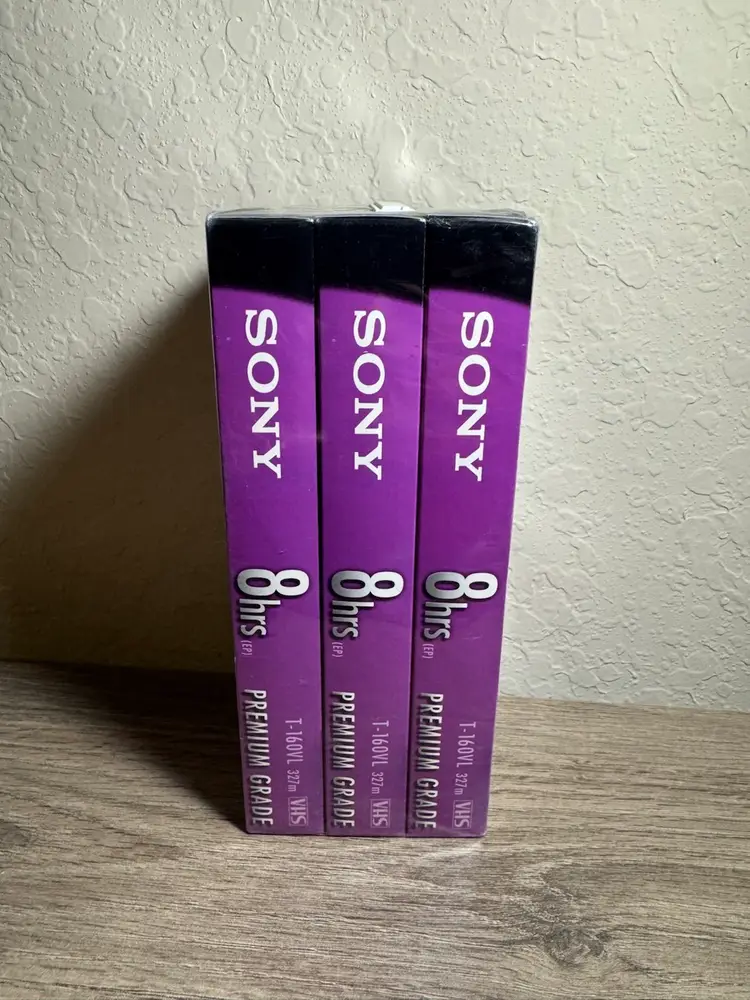 SONY
8hrs
(EP)
T-160VL 327m VHS
PREMIUM GRADE
SONY
8hrs
(EP)
T-160VL 327m VHS
PREMIUM GRADE
SONY
8hrs
(EP)
T-160VL 327m VHS
PREMIUM GRADE